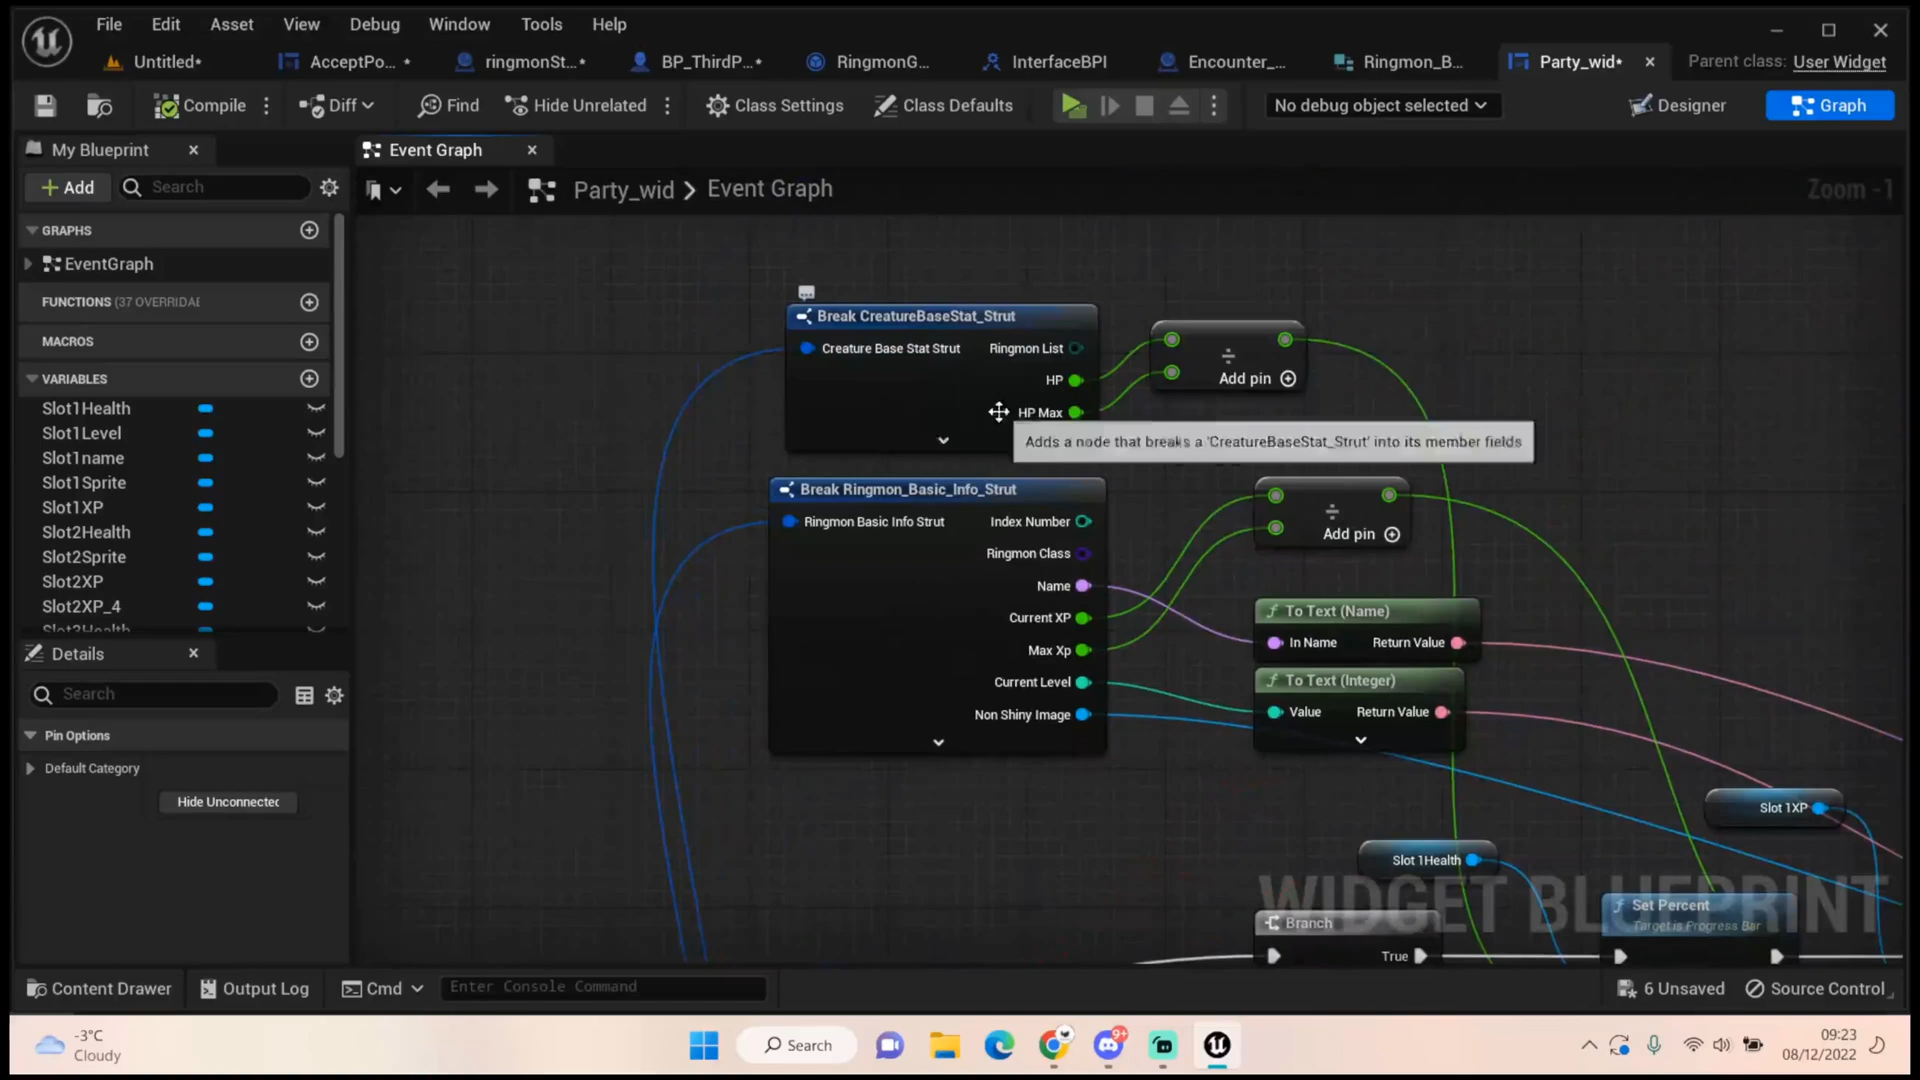 File Edit Asset View Debug Window Tools Help
Untitled* AcceptPo... * ringmonSt...* BP_ThirdP...* RingmonG... InterfaceBPI Encounter_... Ringmon_B... Party_wid* Parent class: User Widget
Compile Diff Find Hide Unrelated Class Settings Class Defaults No debug object selected Designer Graph
My Blueprint Event Graph
Add Search Party_wid > Event Graph Zoom -1
GRAPHS
EventGraph
FUNCTIONS (37 OVERRIDAE
MACROS
VARIABLES
Slot1Health
Slot1Level
Slot1name
Slot1Sprite
Slot1XP
Slot2Health
Slot2Sprite
Slot2XP
Slot2XP_4
Slot3Health
Details
Search
Pin Options
Default Category
Hide Unconnected
Break CreatureBaseStat_Strut
Creature Base Stat Strut Ringmon List
HP
HP Max
÷
Add pin
Adds a node that breaks a 'CreatureBaseStat_Strut' into its member fields
Break Ringmon_Basic_Info_Strut
Ringmon Basic Info Strut Index Number
Ringmon Class
Name
Current XP
Max Xp
Current Level
Non Shiny Image
÷
Add pin
To Text (Name)
In Name Return Value
To Text (Integer)
Value Return Value
Slot 1XP
Slot 1Health
WIDGET BLUEPRINT
Branch
True
Set Percent
Target is Progress Bar
Content Drawer Output Log Cmd Enter Console Command 6 Unsaved Source Control
-3°C
Cloudy
Search
9+
09:23
08/12/2022